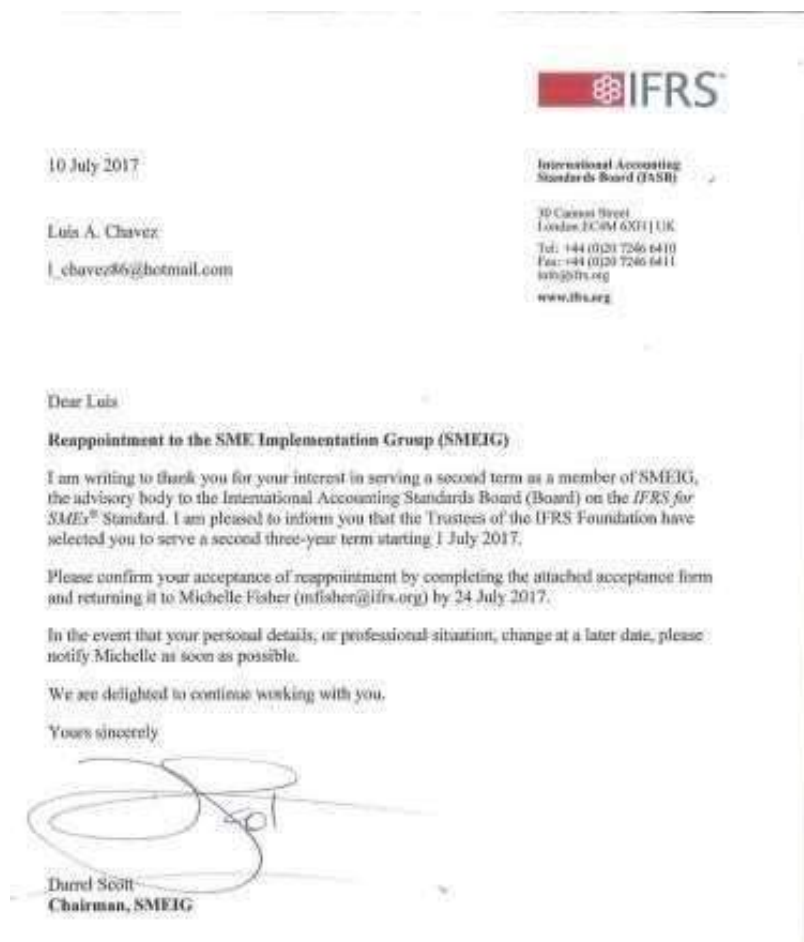 IFRS
10 July 2017
International Accounting
Standards Board (IASB)
30 Cannon Street
London EC4M 6XH | UK
Luis A. Chavez
Tel: +44 (0)20 7246 6410
Fax: +44 (0)20 7246 6411
l_chavez86@hotmail.com
info@ifrs.org
www.ifrs.org
Dear Luis
Reappointment to the SME Implementation Group (SMEIG)
I am writing to thank you for your interest in serving a second term as a member of SMEIG,
the advisory body to the International Accounting Standards Board (Board) on the IFRS for
SMEs® Standard. I am pleased to inform you that the Trustees of the IFRS Foundation have
selected you to serve a second three-year term starting 1 July 2017.
Please confirm your acceptance of reappointment by completing the attached acceptance form
and returning it to Michelle Fisher (mfisher@ifrs.org) by 24 July 2017.
In the event that your personal details, or professional situation, change at a later date, please
notify Michelle as soon as possible.
We are delighted to continue working with you.
Yours sincerely
Darrel Scott
Chairman, SMEIG